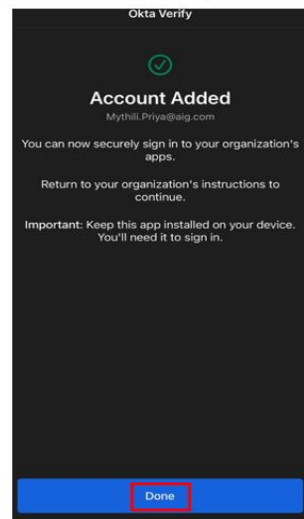 Okta Verify
Account Added
Mythili.Priya@aig.com
You can now securely sign in to your organization's
apps.
Return to your organization's instructions to
continue.
Important: Keep this app installed on your device.
You'll need it to sign in.
Done